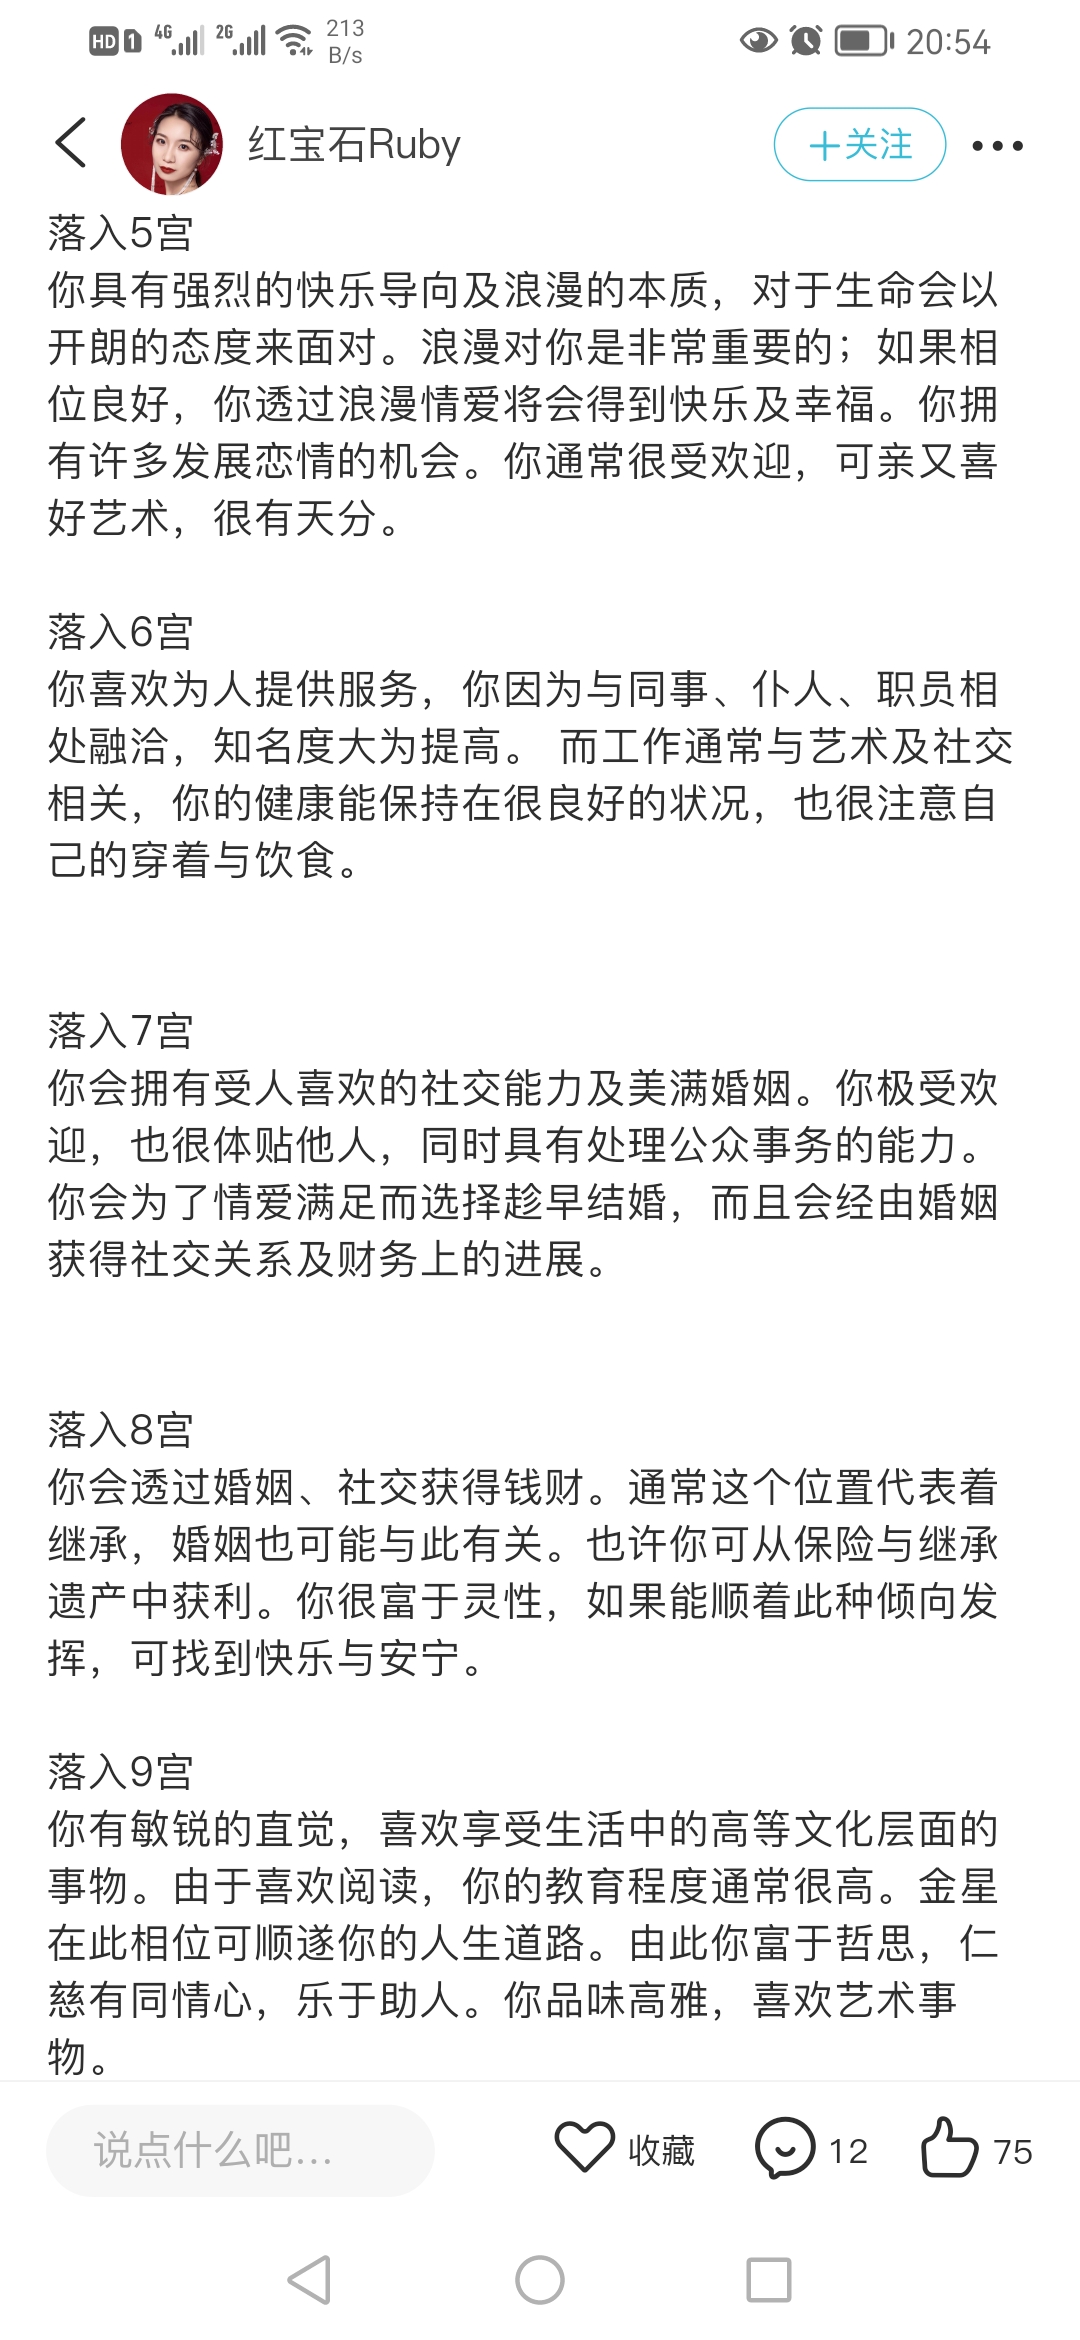 HD 1 4G 2G 213 B/s 20:54
红宝石Ruby +关注
落入5宫
你具有强烈的快乐导向及浪漫的本质，对于生命会以
开朗的态度来面对。浪漫对你是非常重要的；如果相
位良好，你透过浪漫情爱将会得到快乐及幸福。你拥
有许多发展恋情的机会。你通常很受欢迎，可亲又喜
好艺术，很有天分。
落入6宫
你喜欢为人提供服务，你因为与同事、仆人、职员相
处融洽，知名度大为提高。 而工作通常与艺术及社交
相关，你的健康能保持在很良好的状况，也很注意自
己的穿着与饮食。
落入7宫
你会拥有受人喜欢的社交能力及美满婚姻。你极受欢
迎，也很体贴他人，同时具有处理公众事务的能力。
你会为了情爱满足而选择趁早结婚，而且会经由婚姻
获得社交关系及财务上的进展。
落入8宫
你会透过婚姻、社交获得钱财。通常这个位置代表着
继承，婚姻也可能与此有关。也许你可从保险与继承
遗产中获利。你很富于灵性，如果能顺着此种倾向发
挥，可找到快乐与安宁。
落入9宫
你有敏锐的直觉，喜欢享受生活中的高等文化层面的
事物。由于喜欢阅读，你的教育程度通常很高。金星
在此相位可顺遂你的人生道路。由此你富于哲思，仁
慈有同情心，乐于助人。你品味高雅，喜欢艺术事
物。
说点什么吧... 收藏 12 75